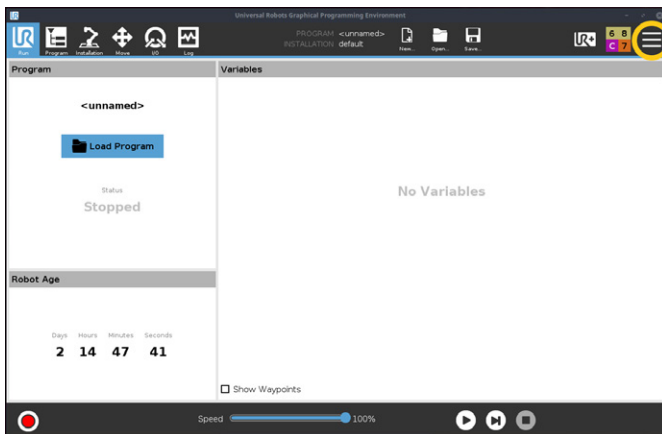 Universal Robots Graphical Programming Environment
UR
Run
Program
Installation
Move
I/O
Log
PROGRAM <unnamed>
INSTALLATION default
New...
Open...
Save...
UR+
6 8
C 7
Program
<unnamed>
Load Program
Status
Stopped
Robot Age
Days Hours Minutes Seconds
2 14 47 41
Variables
No Variables
Show Waypoints
Speed 100%